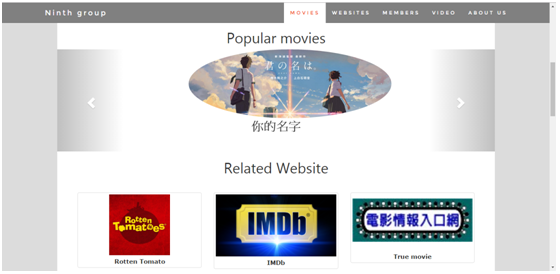 Ninth group
MOVIES WEBSITES MEMBERS VIDEO ABOUT US
Popular movies
君の名は。
你的名字
Related Website
Rotten
Tomatoes
IMDb
電影情報入口網
Rotten Tomato
IMDb
True movie